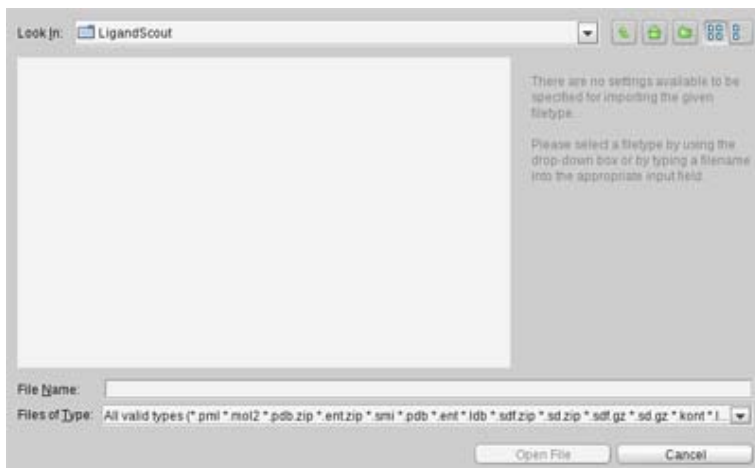 Look In: LigandScout
There are no settings available to be
specified for importing the given
filetype.
Please select a filetype by using the
drop-down box or by typing a filename
into the appropriate input field.
File Name:
Files of Type: All valid types (*.pml *.mol2 *.pdb.zip *.ent.zip *.smi *.pdb *.ent *.ldb *.sdf.zip *.sd.zip *.sdf.gz *.sd.gz *.kont *.l...
Open File Cancel